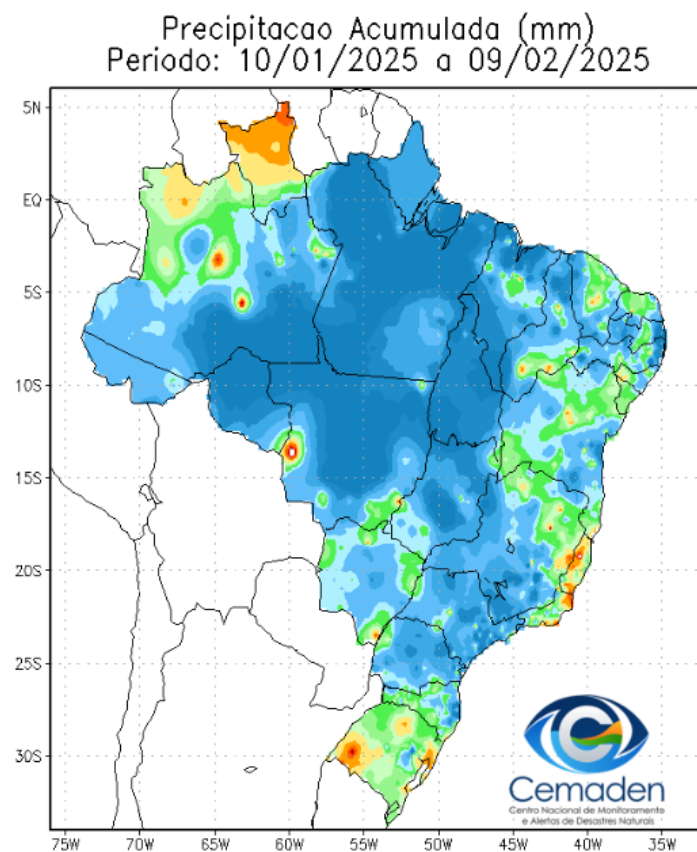 Precipitacao Acumulada (mm)
Periodo: 10/01/2025 a 09/02/2025
5N
EQ
5S
10S
15S
20S
25S
30S
75W 70W 65W 60W 55W 50W 45W 40W 35W
Cemaden
Centro Nacional de Monitoramento
e Alertas de Desastres Naturais